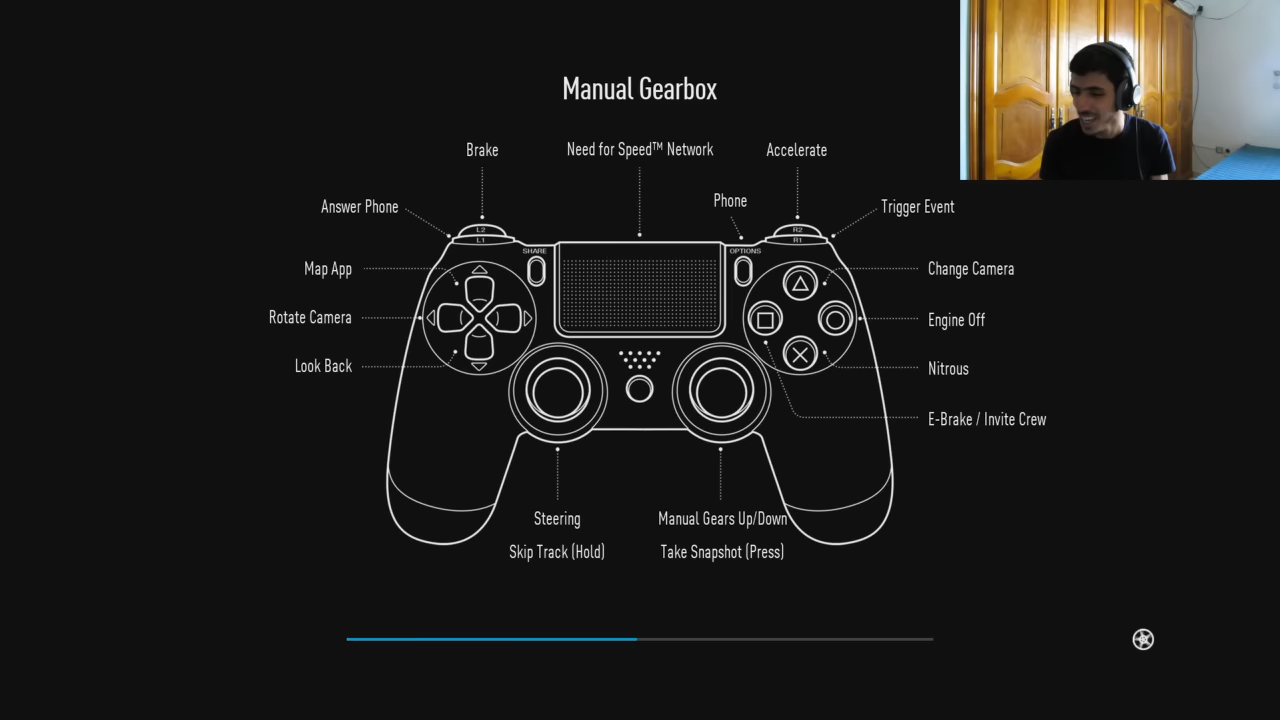 Manual Gearbox
Brake
Need for Speed™ Network
Accelerate
Answer Phone
Phone
Trigger Event
L2
R2
L1
R1
SHARE
OPTIONS
Map App
Change Camera
Rotate Camera
Engine Off
Look Back
Nitrous
E-Brake / Invite Crew
Steering
Manual Gears Up/Down
Skip Track (Hold)
Take Snapshot (Press)